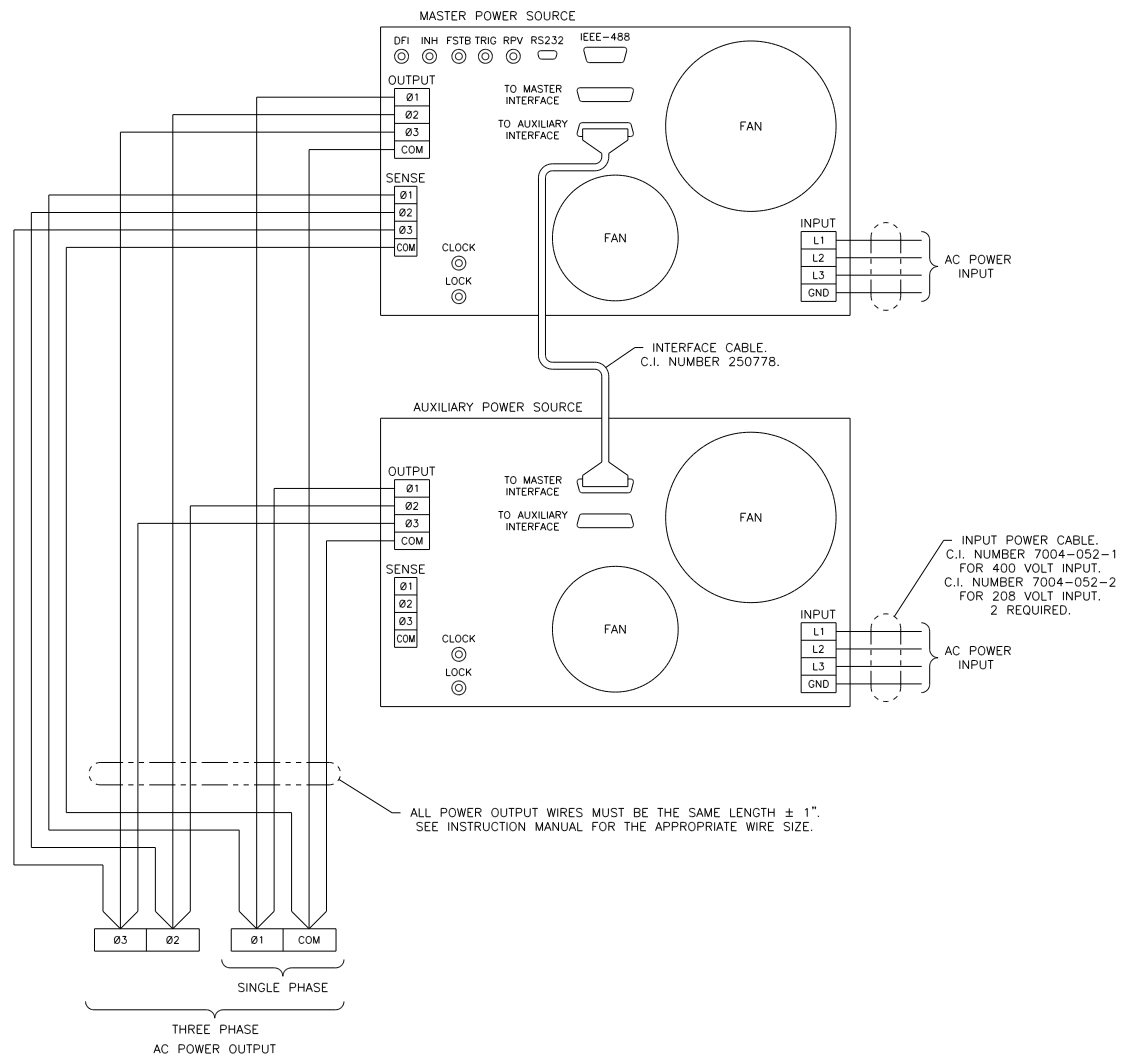 MASTER POWER SOURCE
DFI INH FSTB TRIG RPV RS232 IEEE-488
OUTPUT
Ø1
Ø2
Ø3
COM
TO MASTER
INTERFACE
TO AUXILIARY
INTERFACE
FAN
SENSE
Ø1
Ø2
Ø3
COM
FAN
CLOCK
LOCK
INPUT
L1
L2
L3
GND
AC POWER
INPUT
INTERFACE CABLE.
C.I. NUMBER 250778.
AUXILIARY POWER SOURCE
OUTPUT
Ø1
Ø2
Ø3
COM
TO MASTER
INTERFACE
TO AUXILIARY
INTERFACE
FAN
SENSE
Ø1
Ø2
Ø3
COM
FAN
CLOCK
LOCK
INPUT
L1
L2
L3
GND
AC POWER
INPUT
INPUT POWER CABLE.
C.I. NUMBER 7004-052-1
FOR 400 VOLT INPUT.
C.I. NUMBER 7004-052-2
FOR 208 VOLT INPUT.
2 REQUIRED.
ALL POWER OUTPUT WIRES MUST BE THE SAME LENGTH ± 1".
SEE INSTRUCTION MANUAL FOR THE APPROPRIATE WIRE SIZE.
Ø3 Ø2 Ø1 COM
SINGLE PHASE
THREE PHASE
AC POWER OUTPUT